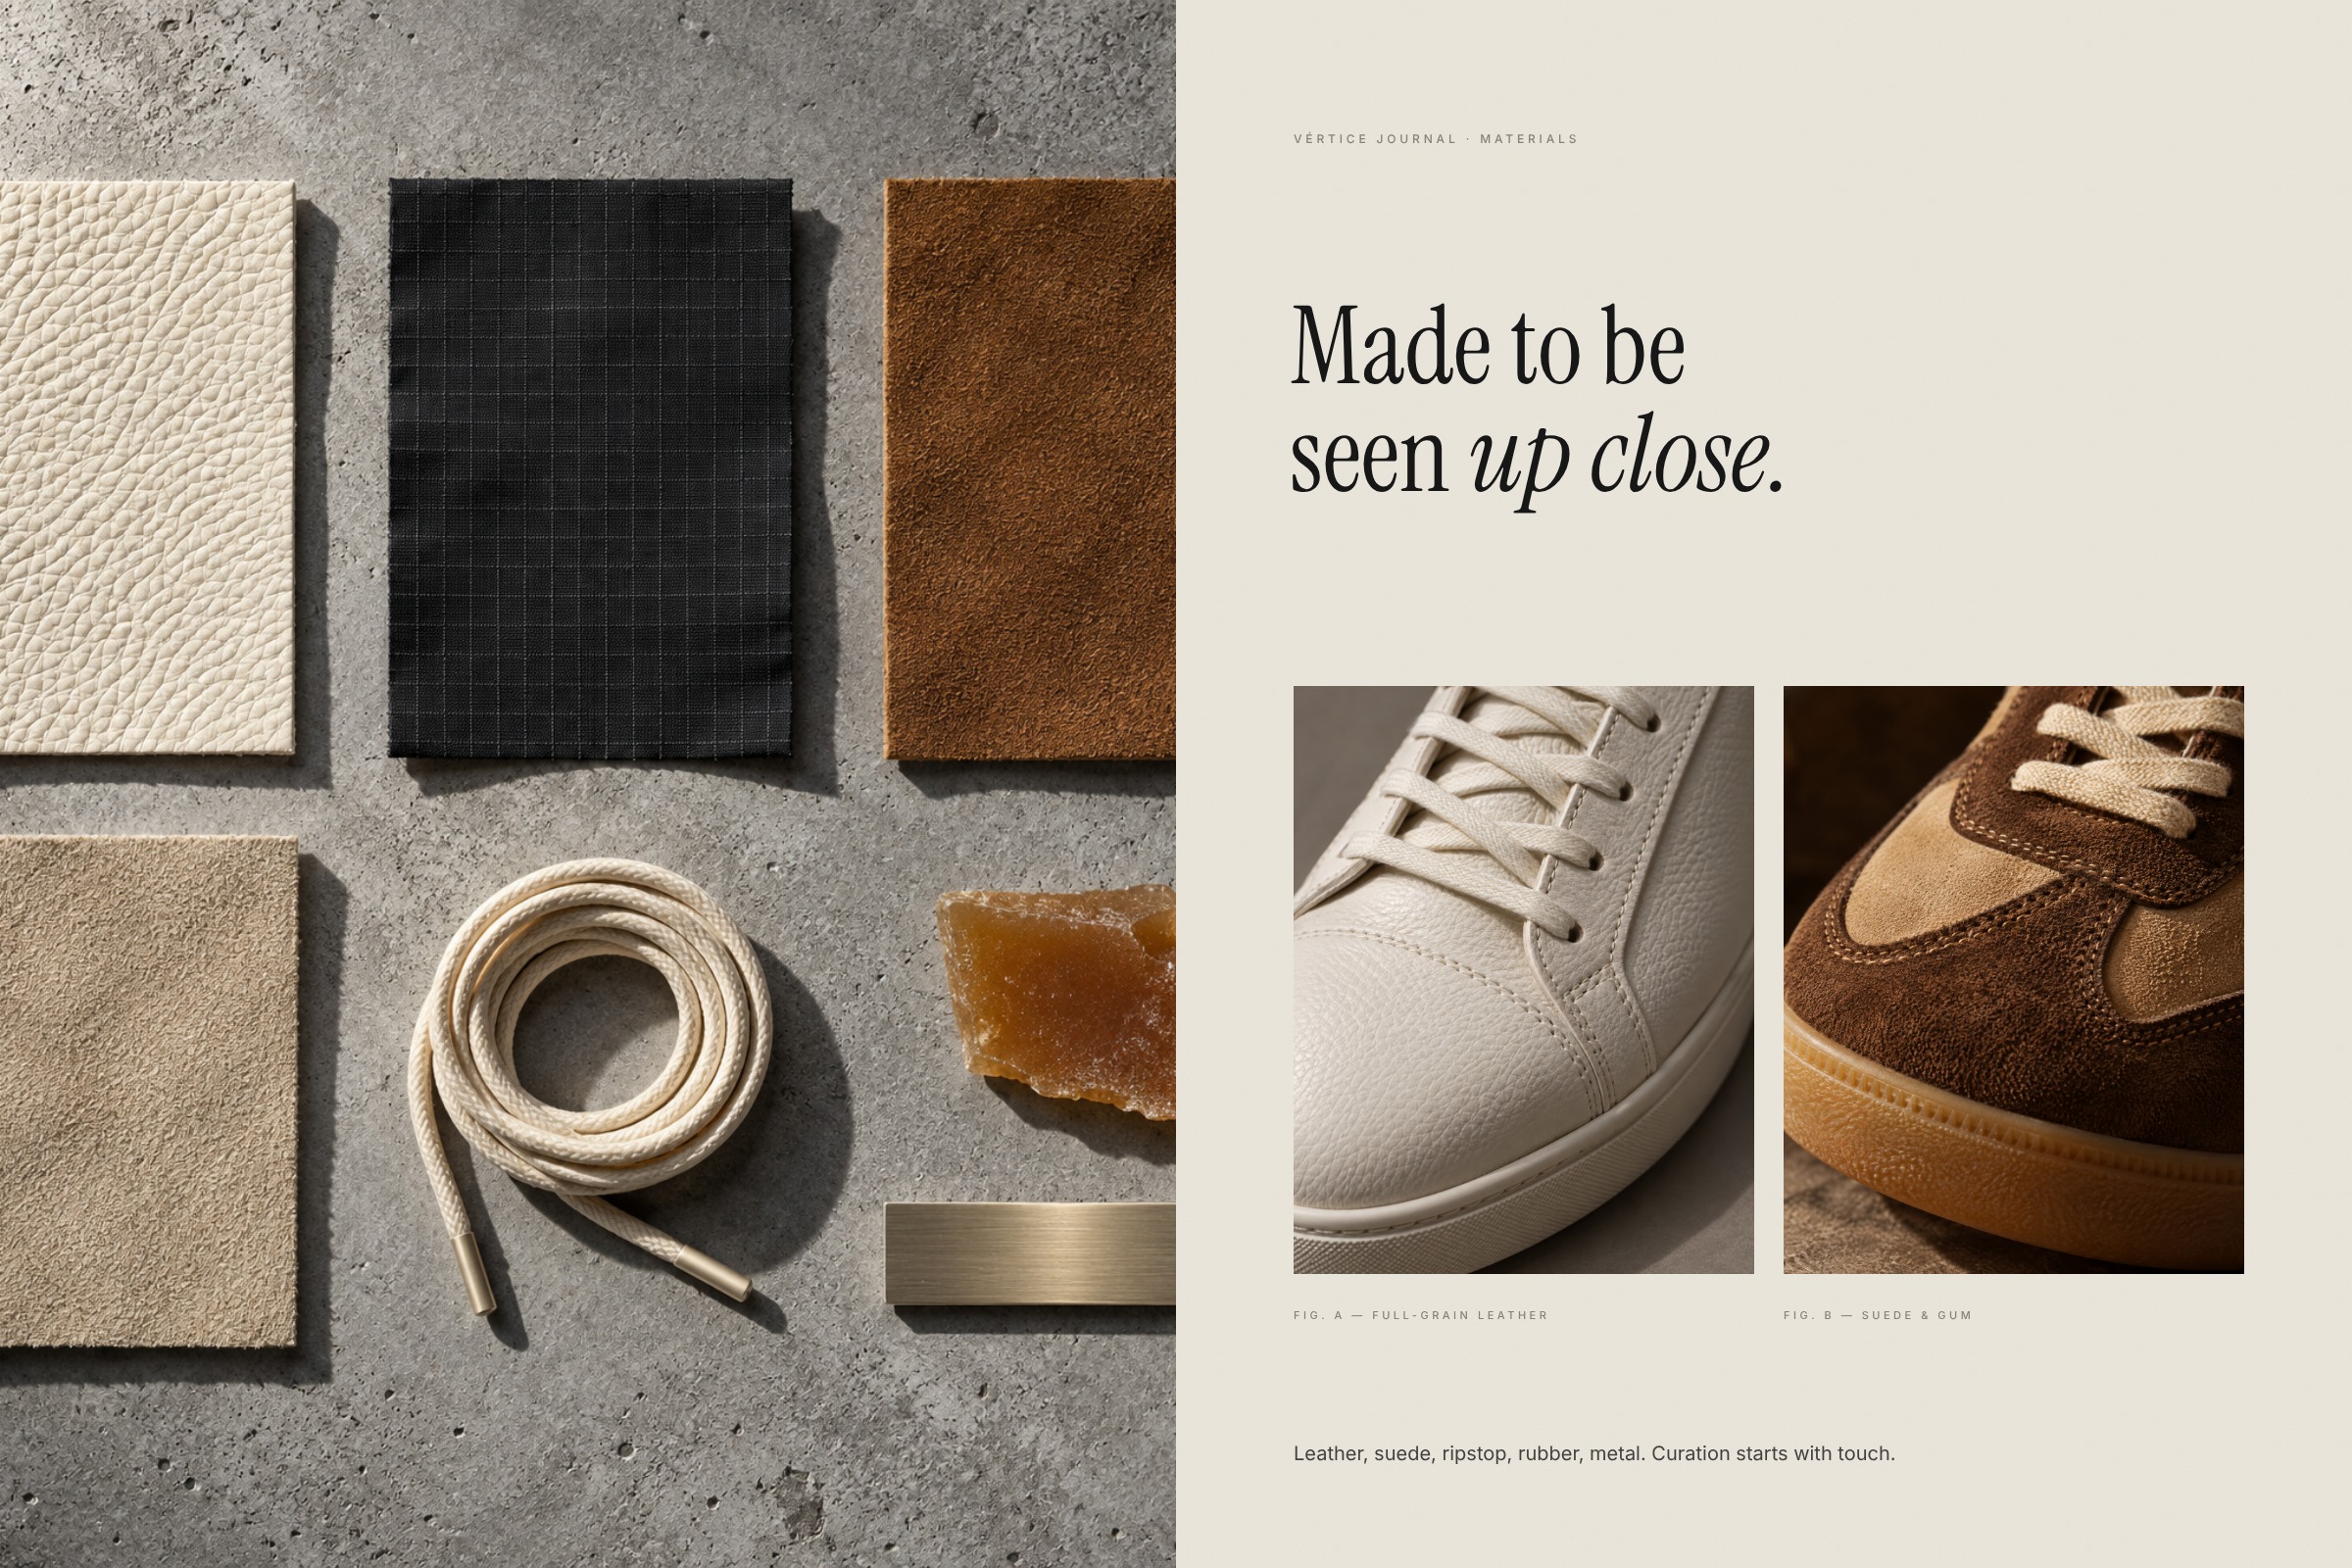 VÉRTICE JOURNAL · MATERIALS
Made to be
seen up close.
FIG. A — FULL-GRAIN LEATHER
FIG. B — SUEDE & GUM
Leather, suede, ripstop, rubber, metal. Curation starts with touch.